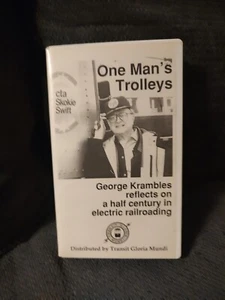 One Man's
Trolleys
cta
Skokie
Swift
George Krambles
reflects on
a half century in
electric railroading
Distributed by Transit Gloria Mundi